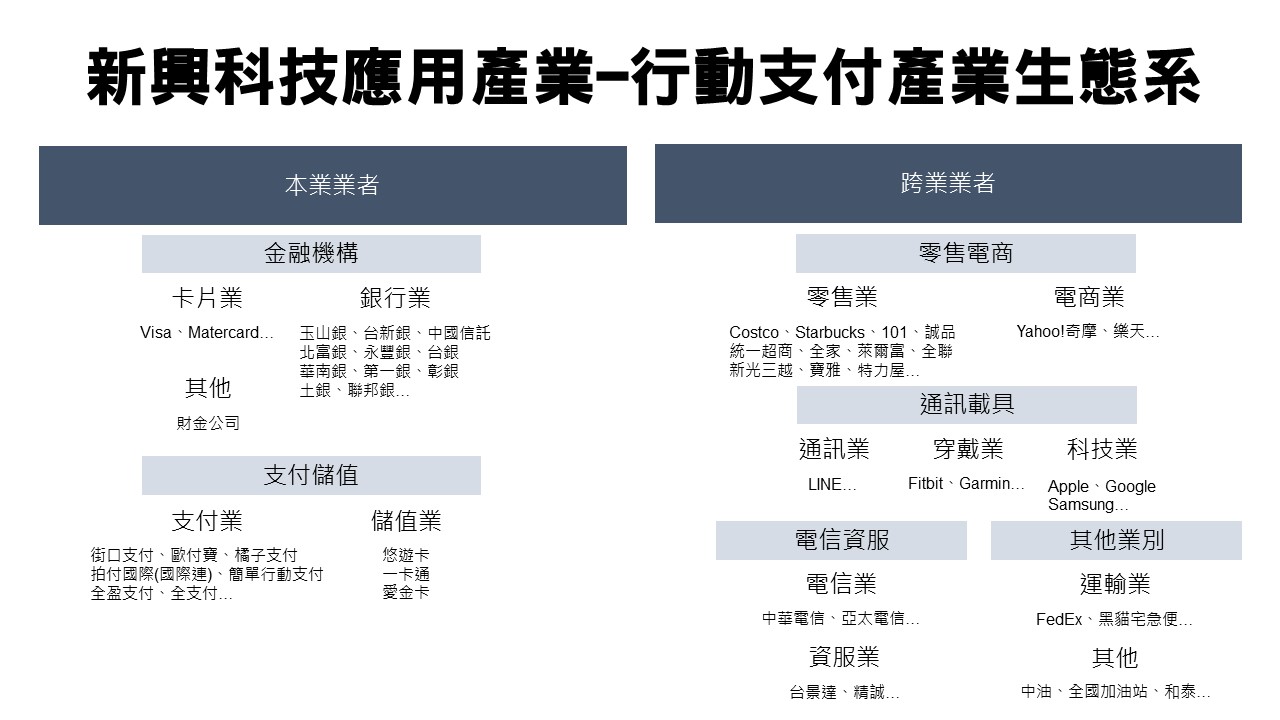 新興科技應用產業-行動支付產業生態系
本業業者
金融機構
卡片業
Visa、Matercard…
銀行業
玉山銀、台新銀、中國信託
北富銀、永豐銀、台銀
華南銀、第一銀、彰銀
土銀、聯邦銀…
其他
財金公司
支付儲值
支付業
街口支付、歐付寶、橘子支付
拍付國際(國際連)、簡單行動支付
全盈支付、全支付…
儲值業
悠遊卡
一卡通
愛金卡
跨業業者
零售電商
零售業
Costco、Starbucks、101、誠品
統一超商、全家、萊爾富、全聯
新光三越、寶雅、特力屋…
電商業
Yahoo!奇摩、樂天…
通訊載具
通訊業
LINE…
穿戴業
Fitbit、Garmin…
科技業
Apple、Google
Samsung…
電信資服
電信業
中華電信、亞太電信…
資服業
台景達、精誠…
其他業別
運輸業
FedEx、黑貓宅急便…
其他
中油、全國加油站、和泰…